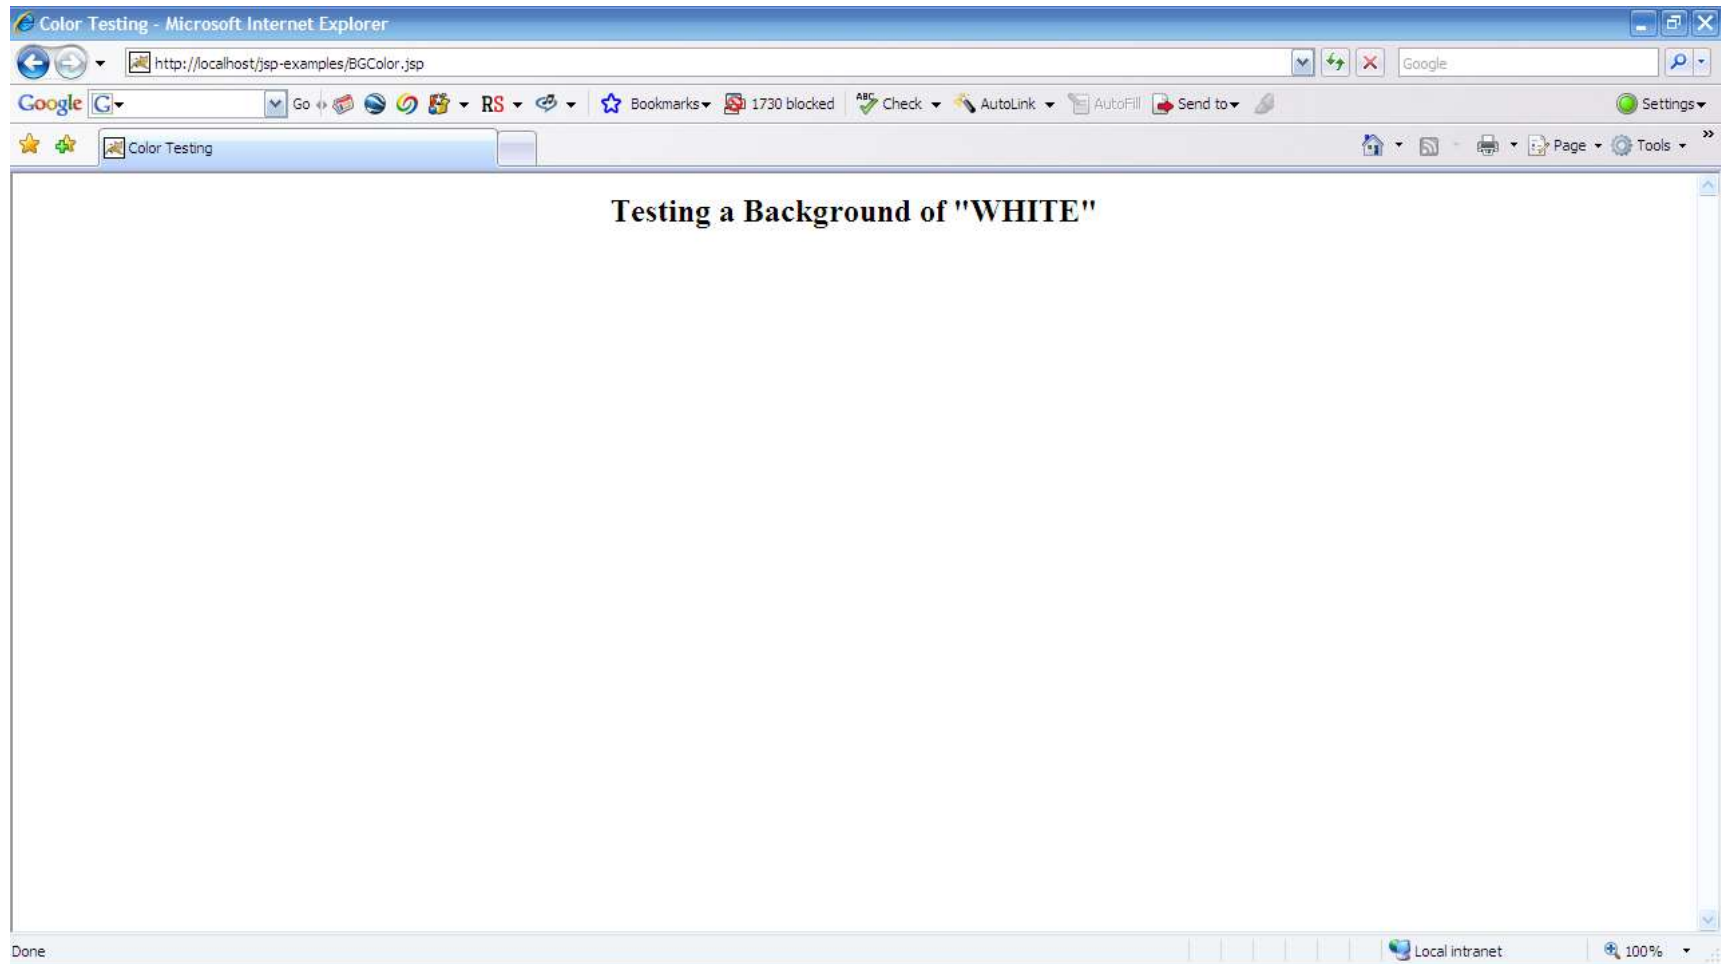 Color Testing - Microsoft Internet Explorer
http://localhost/jsp-examples/BGColor.jsp
Google
Google G Go RS Bookmarks 1730 blocked ABC Check AutoLink AutoFill Send to Settings
Color Testing
Page Tools »
Testing a Background of "WHITE"
Done
Local intranet
100%